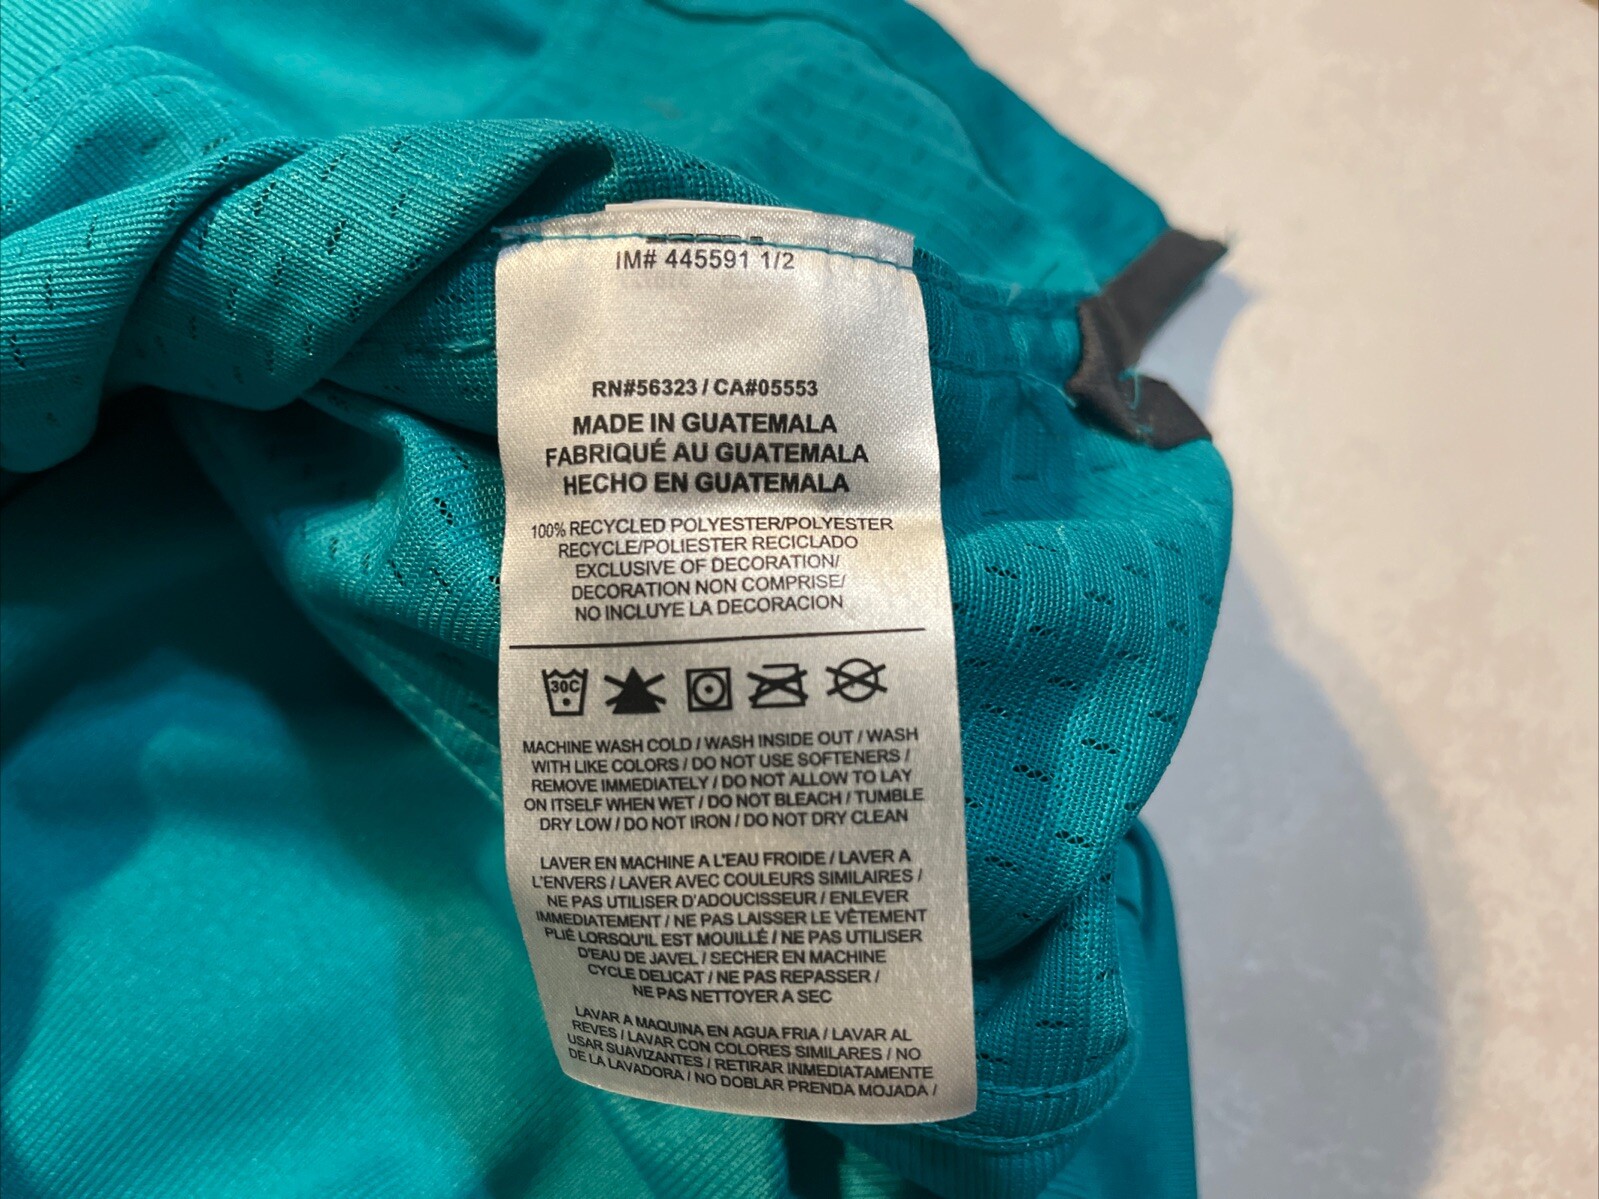 IM# 445591 1/2
RN#56323 / CA#05553
MADE IN GUATEMALA
FABRIQUÉ AU GUATEMALA
HECHO EN GUATEMALA
100% RECYCLED POLYESTER/POLYESTER
RECYCLE/POLIESTER RECICLADO
EXCLUSIVE OF DECORATION/
DECORATION NON COMPRISE/
NO INCLUYE LA DECORACION
30C
MACHINE WASH COLD / WASH INSIDE OUT / WASH
WITH LIKE COLORS / DO NOT USE SOFTENERS /
REMOVE IMMEDIATELY / DO NOT ALLOW TO LAY
ON ITSELF WHEN WET / DO NOT BLEACH / TUMBLE
DRY LOW / DO NOT IRON / DO NOT DRY CLEAN
LAVER EN MACHINE A L'EAU FROIDE / LAVER A
L'ENVERS / LAVER AVEC COULEURS SIMILAIRES /
NE PAS UTILISER D'ADOUCISSEUR / ENLEVER
IMMEDIATEMENT / NE PAS LAISSER LE VÊTEMENT
PLIÉ LORSQU'IL EST MOUILLÉ / NE PAS UTILISER
D'EAU DE JAVEL / SECHER EN MACHINE
CYCLE DELICAT / NE PAS REPASSER /
NE PAS NETTOYER A SEC
LAVAR A MAQUINA EN AGUA FRIA / LAVAR AL
REVES / LAVAR CON COLORES SIMILARES / NO
USAR SUAVIZANTES / RETIRAR INMEDIATAMENTE
DE LA LAVADORA / NO DOBLAR PRENDA MOJADA /